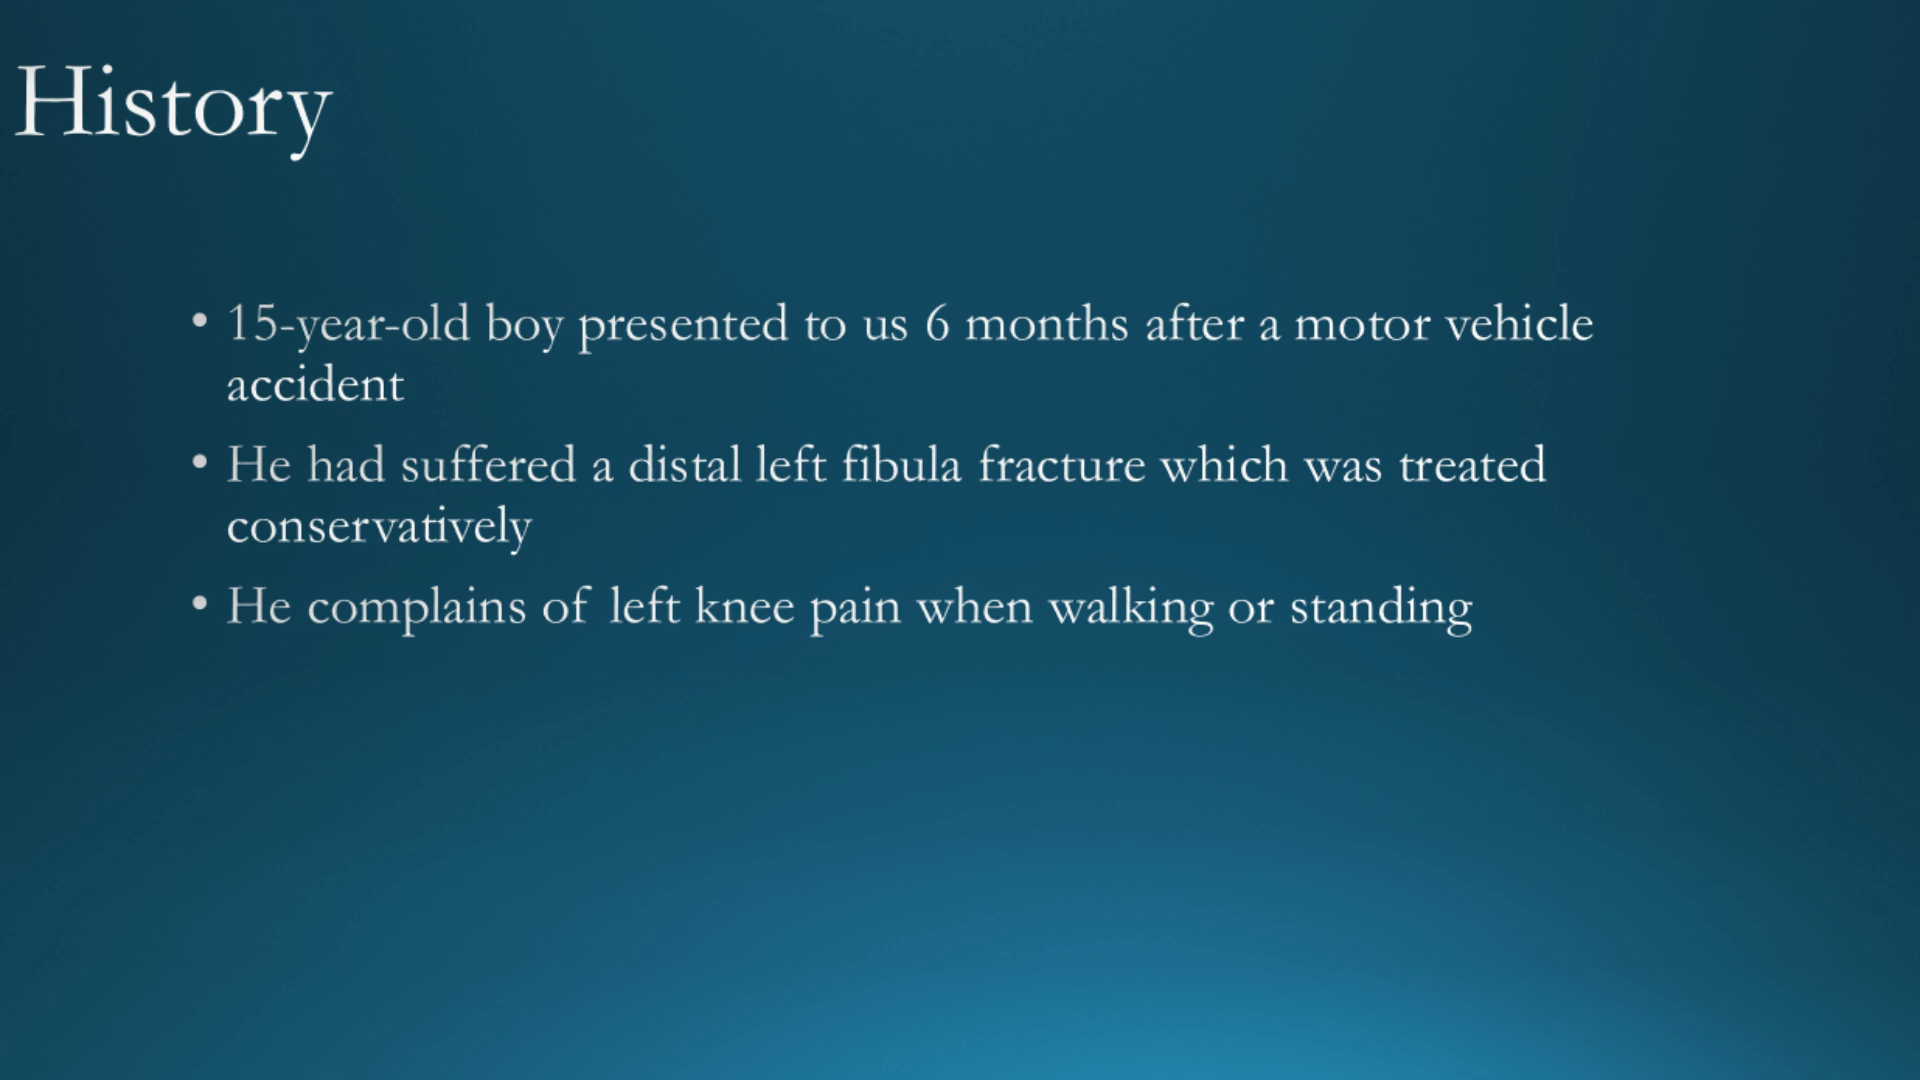 History
• 15-year-old boy presented to us 6 months after a motor vehicle
accident
• He had suffered a distal left fibula fracture which was treated
conservatively
• He complains of left knee pain when walking or standing